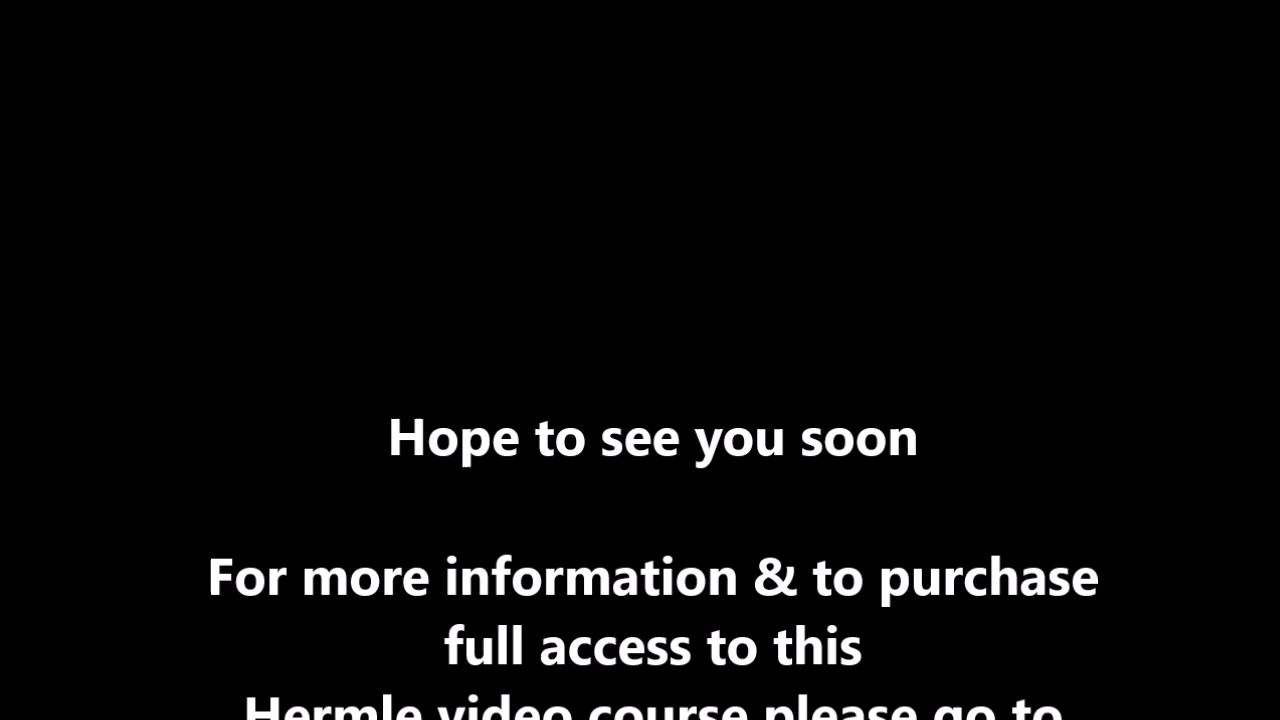 Hope to see you soon
For more information & to purchase
full access to this
Hermle video course please go to